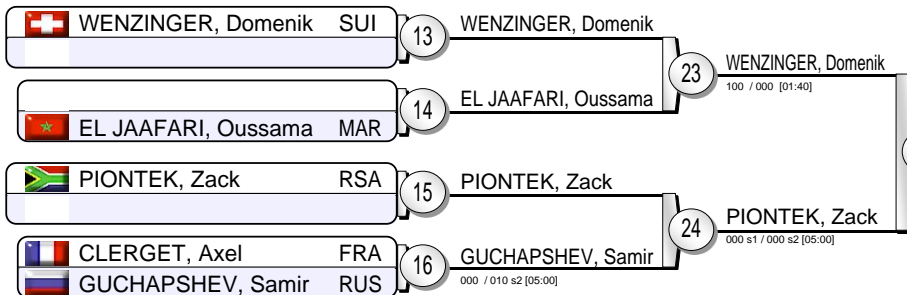 WENZINGER, Domenik SUI
13
WENZINGER, Domenik
23
WENZINGER, Domenik
100 / 000 [01:40]
14
EL JAAFARI, Oussama
EL JAAFARI, Oussama MAR
PIONTEK, Zack RSA
15
PIONTEK, Zack
24
PIONTEK, Zack
000 s1 / 000 s2 [05:00]
CLERGET, Axel FRA
16
GUCHAPSHEV, Samir
000 / 010 s2 [05:00]
GUCHAPSHEV, Samir RUS